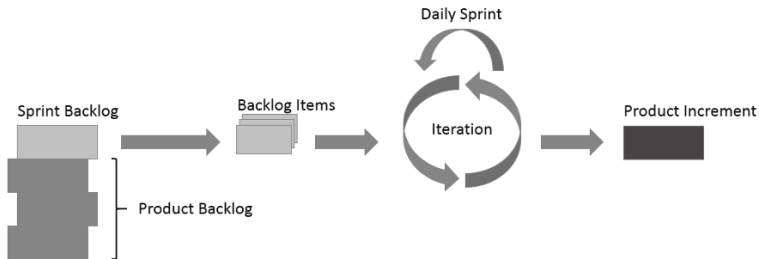 Daily Sprint
Sprint Backlog
Backlog Items
Product Increment
Iteration
Product Backlog